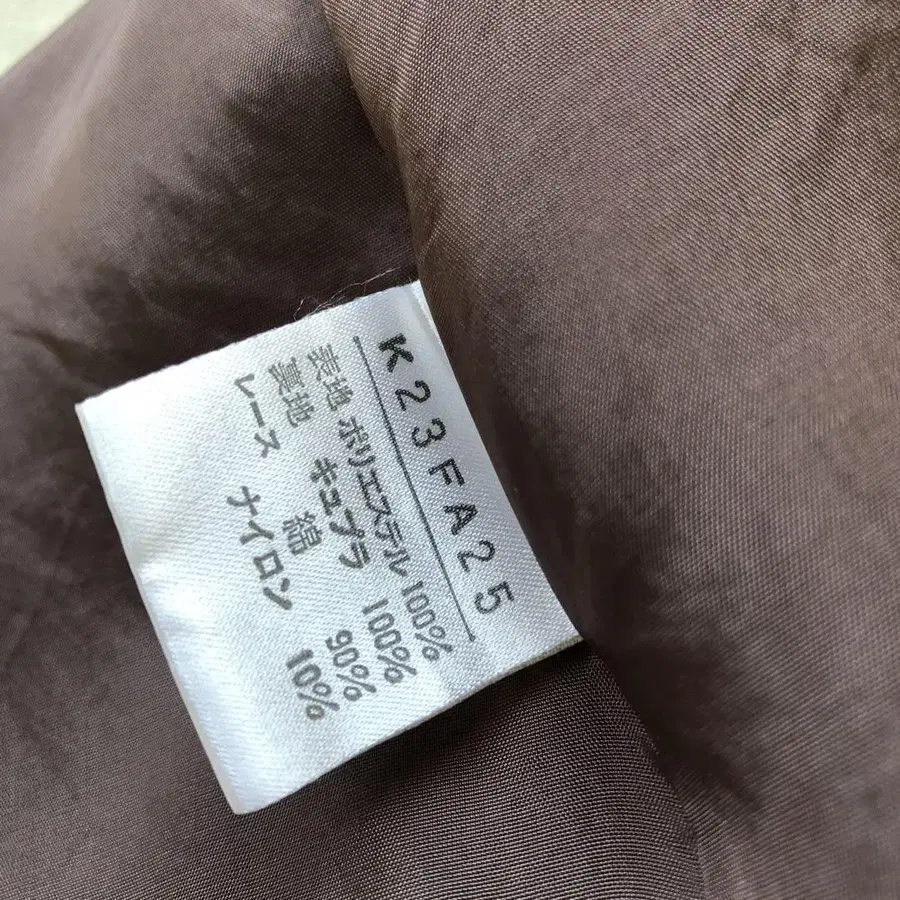 K23FA25
表地 ポリエステル 100%
裏地 キュプラ 100%
レース 綿 90%
ナイロン 10%